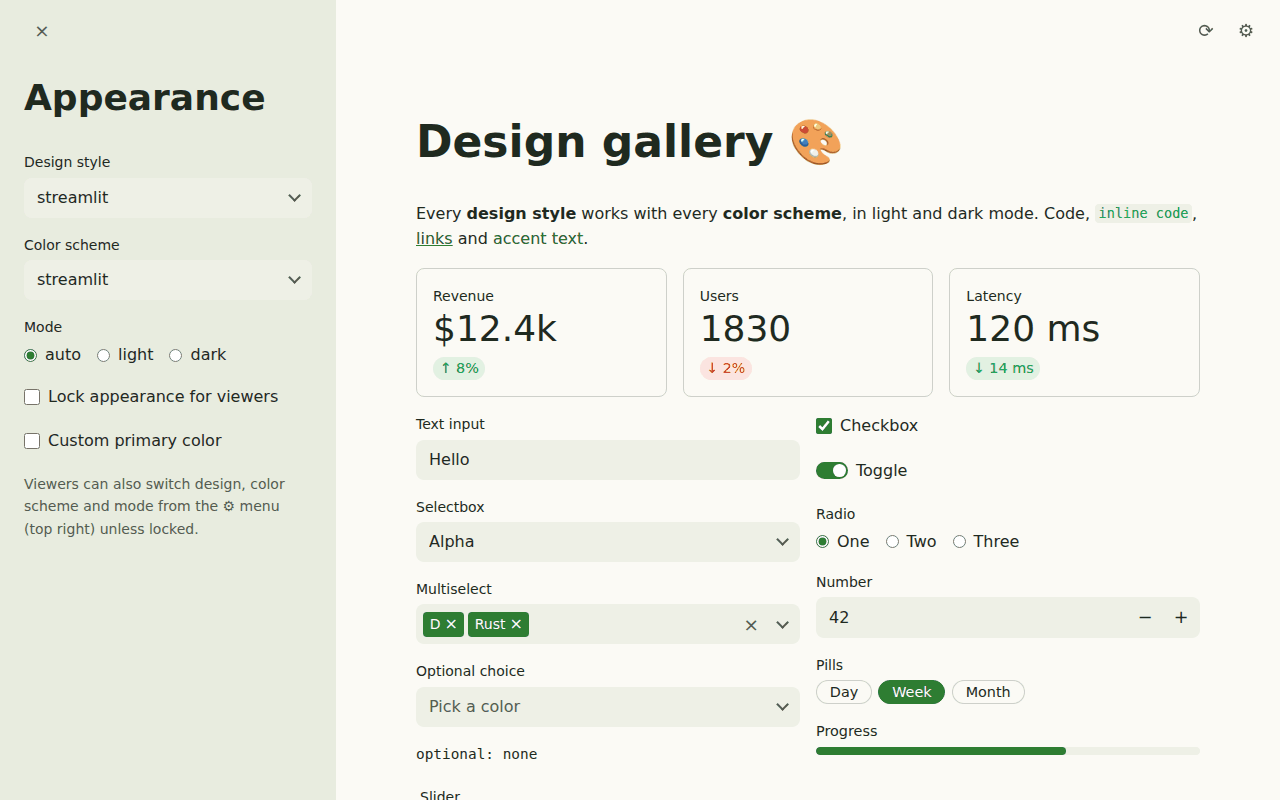 Appearance
Design style
streamlit
Color scheme
streamlit
Mode
auto light dark
Lock appearance for viewers
Custom primary color
Viewers can also switch design, color
scheme and mode from the ⚙ menu
(top right) unless locked.
Design gallery 🎨
Every design style works with every color scheme, in light and dark mode. Code, inline code,
links and accent text.
Revenue
$12.4k
↑ 8%
Users
1830
↓ 2%
Latency
120 ms
↓ 14 ms
Text input
Hello
Selectbox
Alpha
Multiselect
D ✕ Rust ✕
Optional choice
Pick a color
optional: none
Slider
Checkbox
Toggle
Radio
One Two Three
Number
42 − +
Pills
Day Week Month
Progress